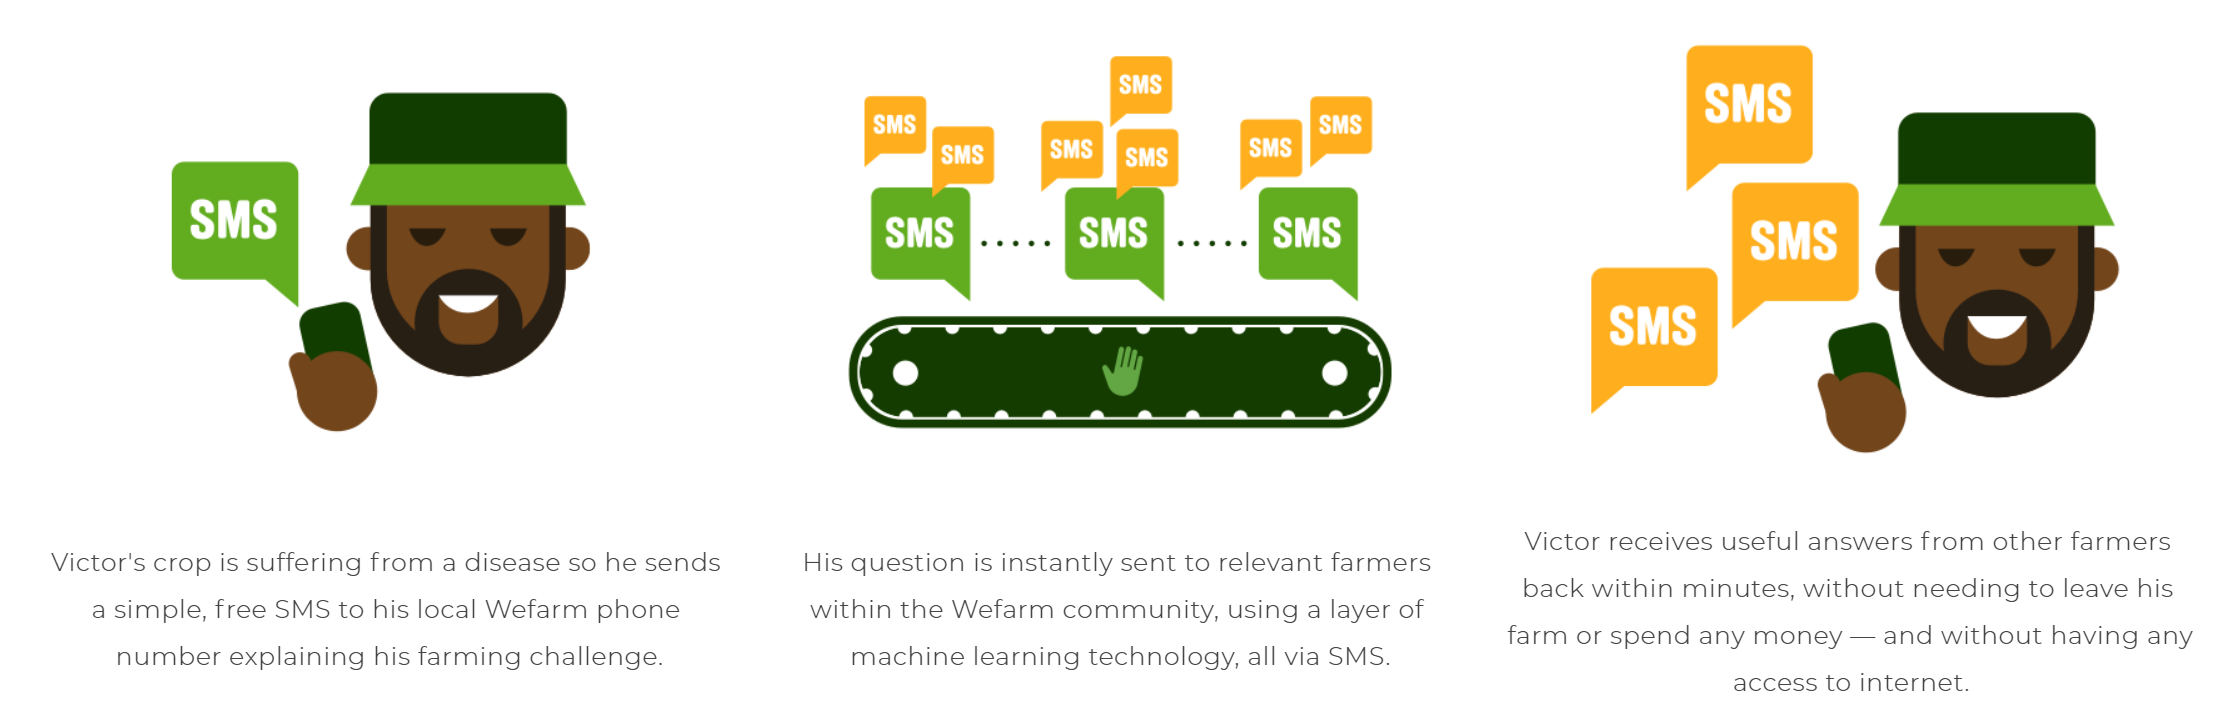 SMS
SMS
SMS
SMS
SMS
SMS
SMS
SMS
SMS
SMS
SMS
SMS
SMS
SMS
Victor's crop is suffering from a disease so he sends
a simple, free SMS to his local Wefarm phone
number explaining his farming challenge.
His question is instantly sent to relevant farmers
within the Wefarm community, using a layer of
machine learning technology, all via SMS.
Victor receives useful answers from other farmers
back within minutes, without needing to leave his
farm or spend any money — and without having any
access to internet.